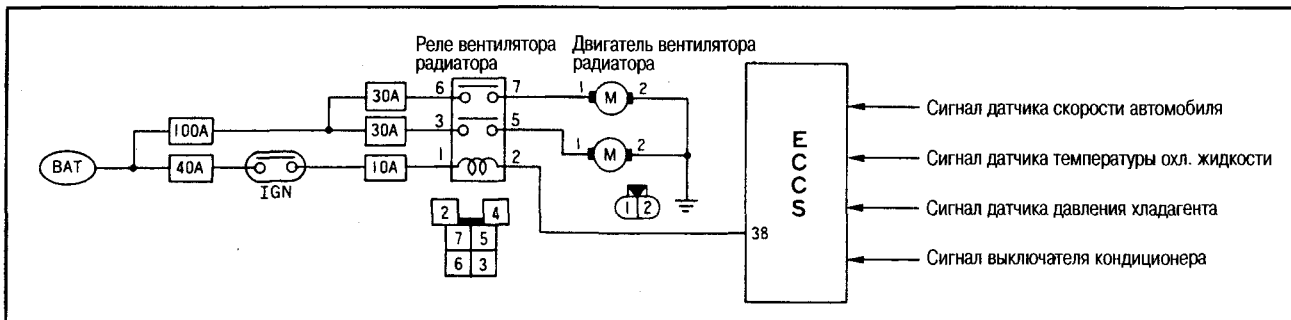 Реле вентилятора
радиатора
Двигатель вентилятора
радиатора
6 7 1 2
30A
M
3 5 1 2
100A 30A
M
1 2
BAT 40A 10A
IGN
1 2
2 4
7 5
6 3
38
ECCS
Сигнал датчика скорости автомобиля
Сигнал датчика температуры охл. жидкости
Сигнал датчика давления хладагента
Сигнал выключателя кондиционера